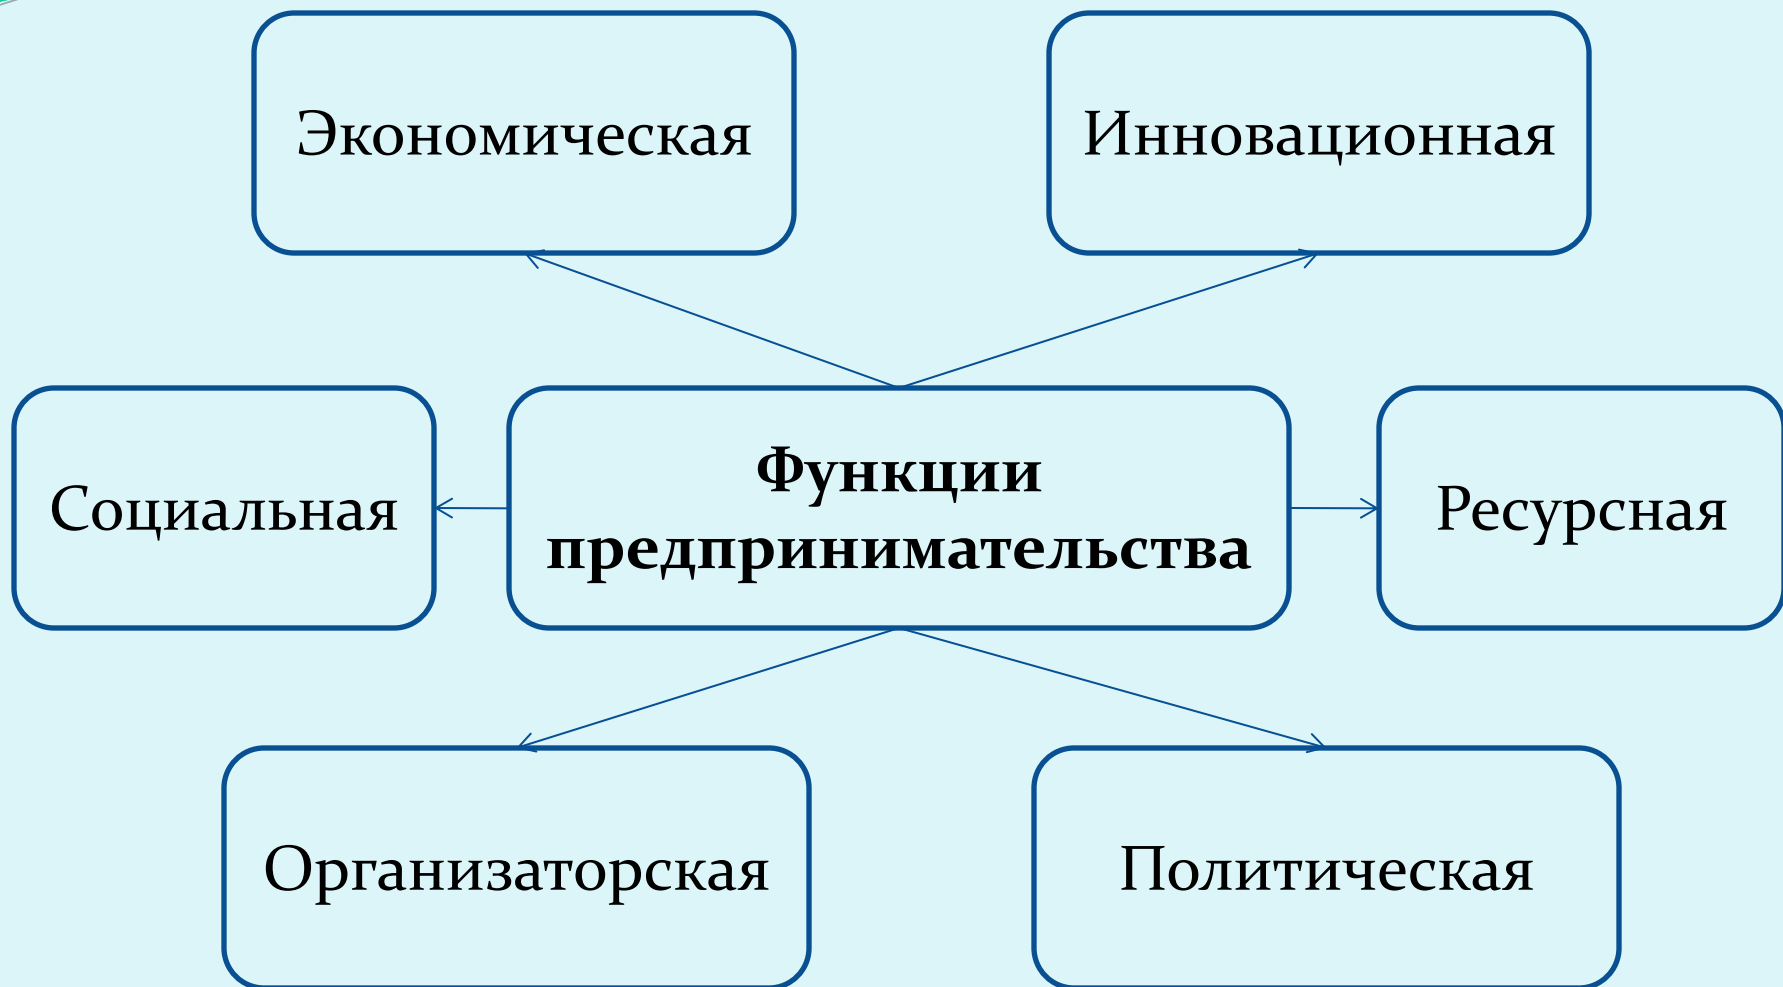 Экономическая
Инновационная
Социальная
Функции
предпринимательства
Ресурсная
Организаторская
Политическая